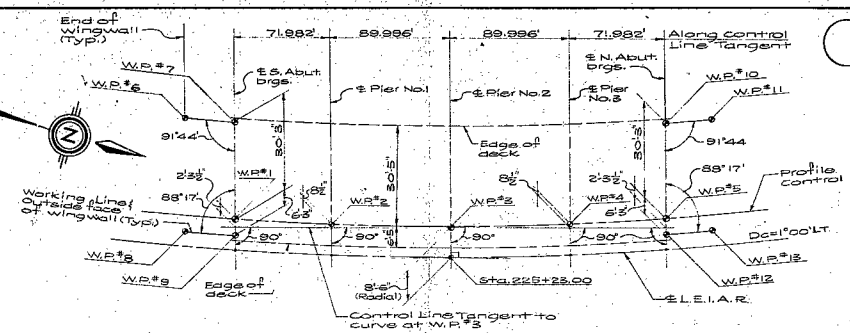 End of
wingwall
(Typ.)
71.982'
89.996'
89.996'
71.982'
Along control
Line Tangent
W.P.#7
W.P.#6
℄ S. Abut.
brgs.
℄ Pier No.1
℄ Pier No.2
℄ Pier
No.3
℄ N. Abut.
brgs.
W.P.#10
W.P.#11
N
91°44'
30'3"
30'5"
Edge of
deck
30'3"
91°44'
2'3½"
88°17'
W.P.#1
8½"
6'3"
W.P.#2
W.P.#3
8½"
2'3½"
6'3"
W.P.#4
88°17'
W.P.#5
Profile
control
Working Line,
Outside face
of wingwall (Typ.)
90°
90°
6'5"
90°
90°
90°
Dc=1°00'LT
W.P.#8
W.P.#9
Edge of
deck
8'-6"
(Radial)
Sta. 225+23.00
W.P.#13
W.P.#12
℄ L.E.I.A.R.
Control Line Tangent to
curve at W.P.#3